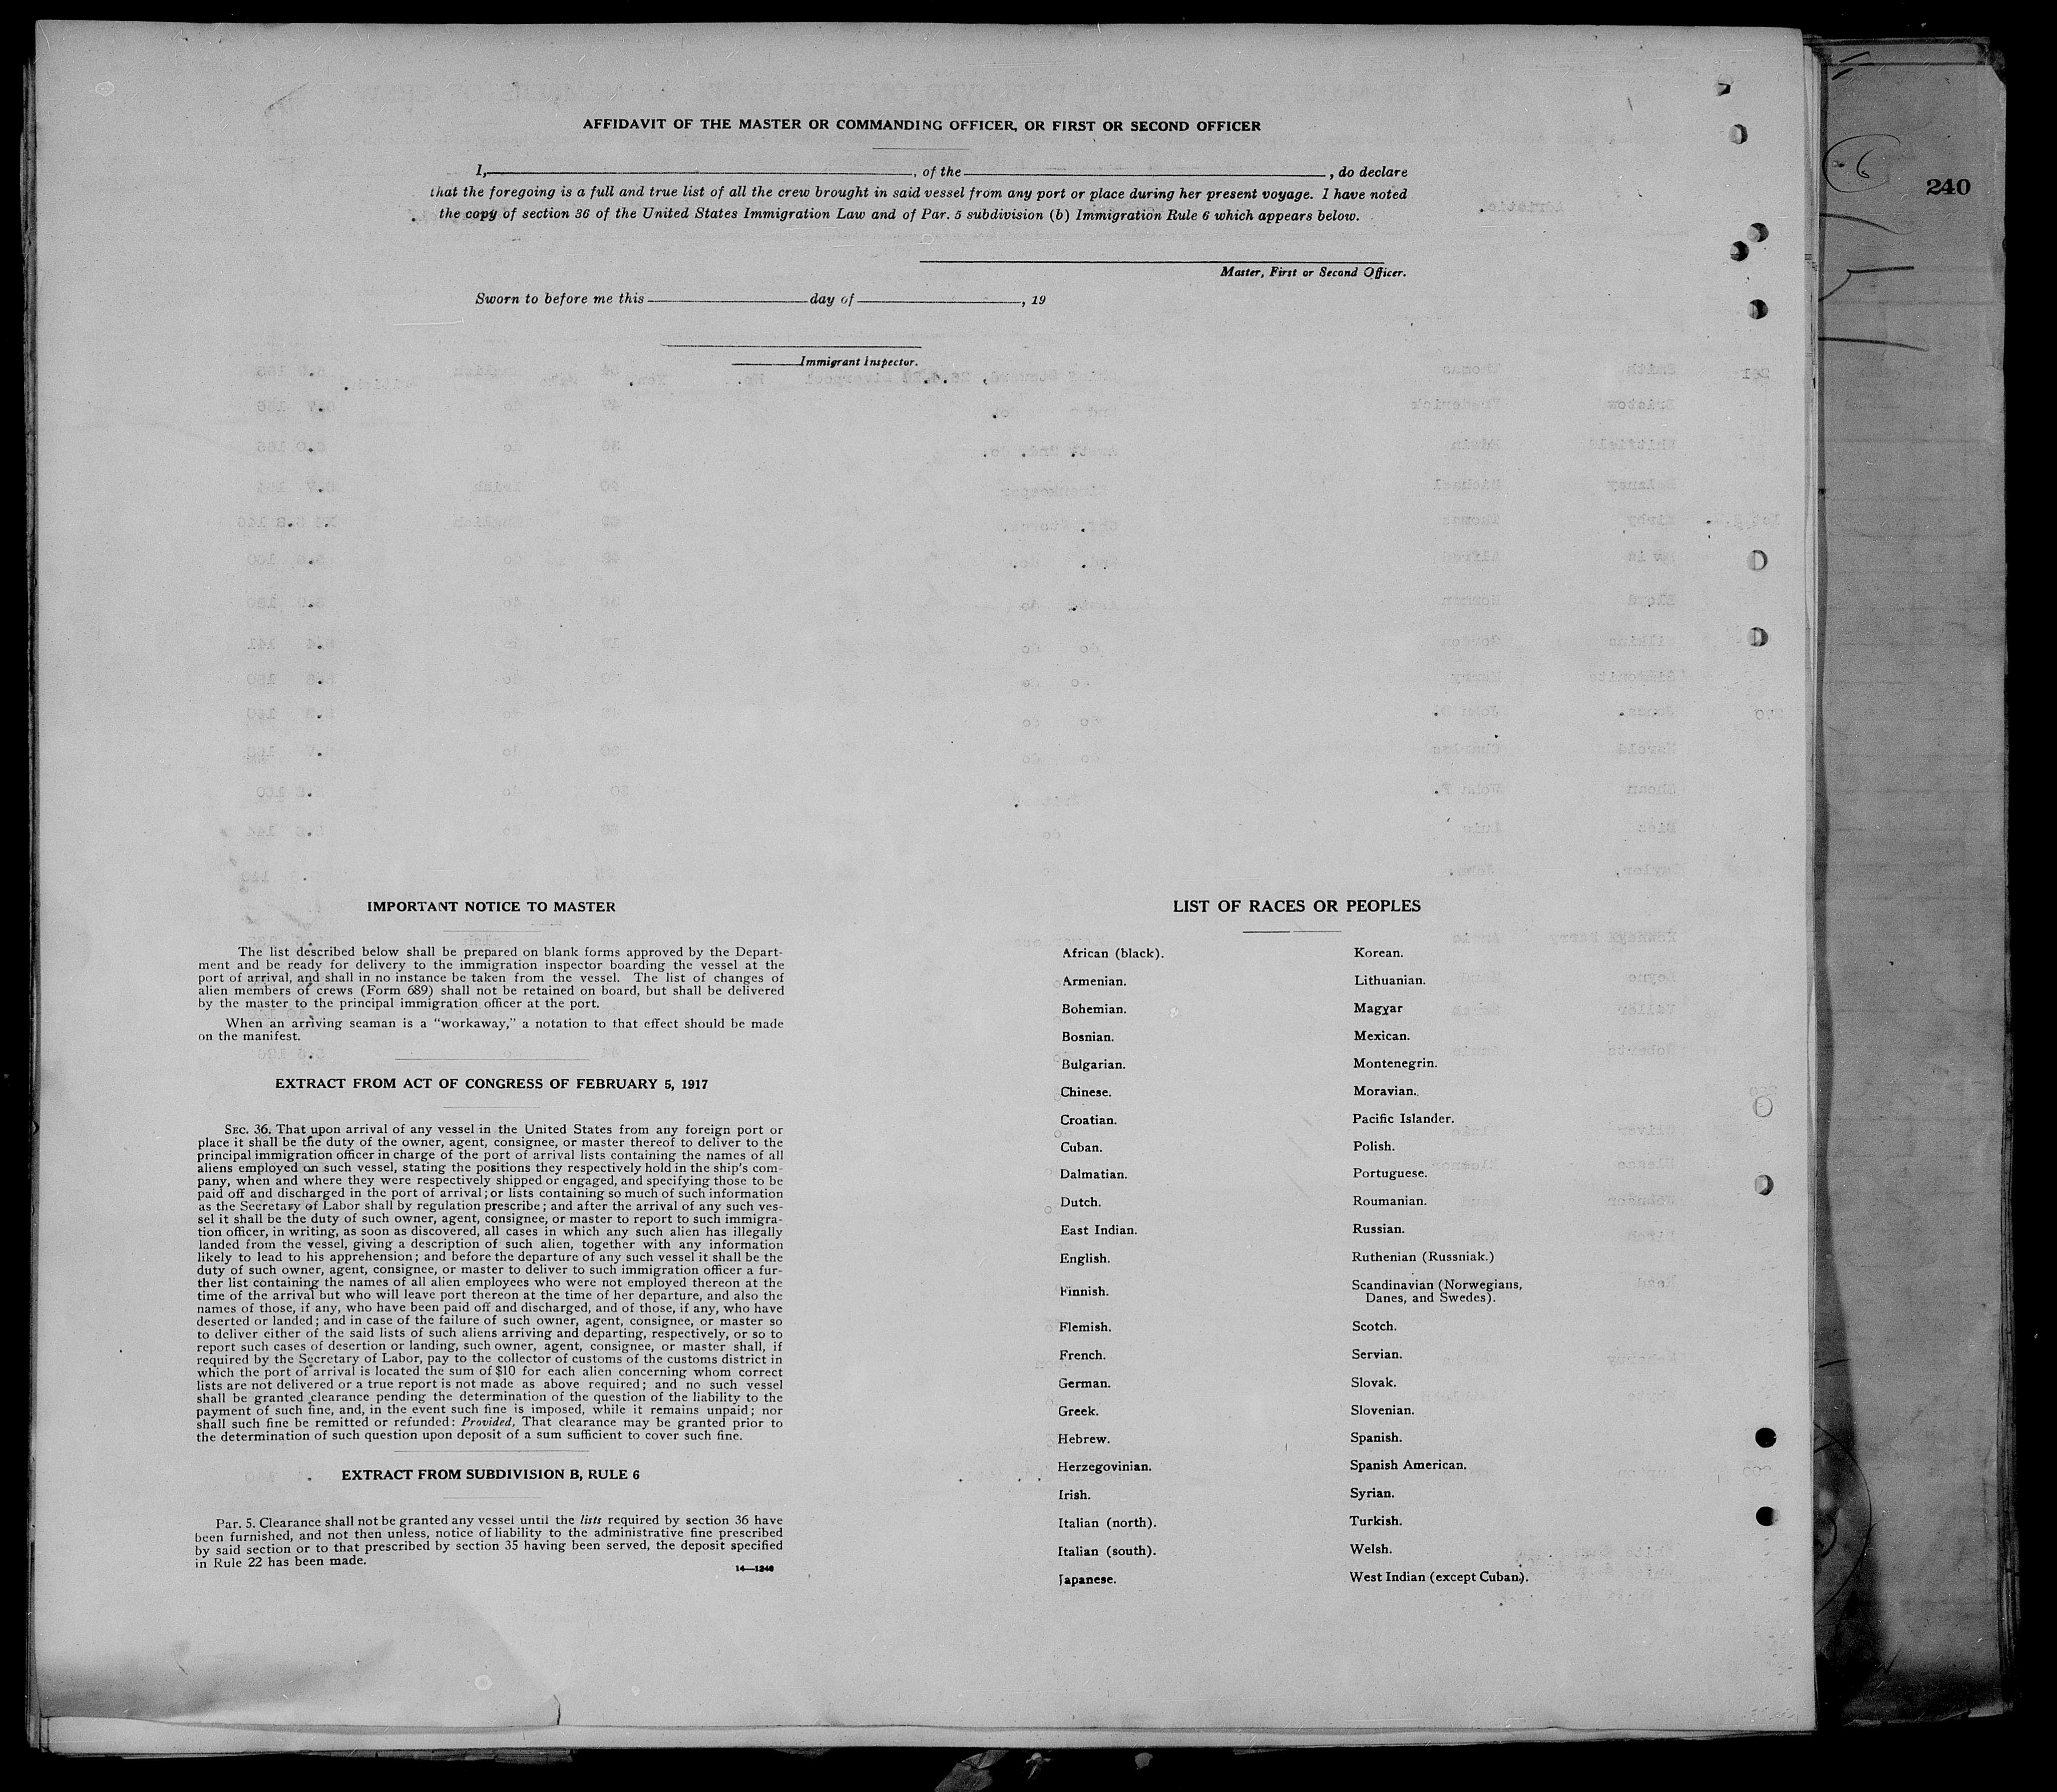 AFFIDAVIT OF THE MASTER OR COMMANDING OFFICER, OR FIRST OR SECOND OFFICER
I, , of the , do declare
that the foregoing is a full and true list of all the crew brought in said vessel from any port or place during her present voyage. I have noted
the copy of section 36 of the United States Immigration Law and of Par. 5 subdivision (b) Immigration Rule 6 which appears below.
Master, First or Second Officer.
Sworn to before me this day of , 19
Immigrant Inspector.
6
240
IMPORTANT NOTICE TO MASTER
The list described below shall be prepared on blank forms approved by the Depart-
ment and be ready for delivery to the immigration inspector boarding the vessel at the
port of arrival, and shall in no instance be taken from the vessel. The list of changes of
alien members of crews (Form 689) shall not be retained on board, but shall be delivered
by the master to the principal immigration officer at the port.
When an arriving seaman is a "workaway," a notation to that effect should be made
on the manifest.
EXTRACT FROM ACT OF CONGRESS OF FEBRUARY 5, 1917
SEC. 36. That upon arrival of any vessel in the United States from any foreign port or
place it shall be the duty of the owner, agent, consignee, or master thereof to deliver to the
principal immigration officer in charge of the port of arrival lists containing the names of all
aliens employed on such vessel, stating the positions they respectively hold in the ship's com-
pany, when and where they were respectively shipped or engaged, and specifying those to be
paid off and discharged in the port of arrival; or lists containing so much of such information
as the Secretary of Labor shall by regulation prescribe; and after the arrival of any such ves-
sel it shall be the duty of such owner, agent, consignee, or master to report to such immigra-
tion officer, in writing, as soon as discovered, all cases in which any such alien has illegally
landed from the vessel, giving a description of such alien, together with any information
likely to lead to his apprehension; and before the departure of any such vessel it shall be the
duty of such owner, agent, consignee, or master to deliver to such immigration officer a fur-
ther list containing the names of all alien employees who were not employed thereon at the
time of the arrival but who will leave port thereon at the time of her departure, and also the
names of those, if any, who have been paid off and discharged, and of those, if any, who have
deserted or landed; and in case of the failure of such owner, agent, consignee, or master so
to deliver either of the said lists of such aliens arriving and departing, respectively, or so to
report such cases of desertion or landing, such owner, agent, consignee, or master shall, if
required by the Secretary of Labor, pay to the collector of customs of the customs district in
which the port of arrival is located the sum of $10 for each alien concerning whom correct
lists are not delivered or a true report is not made as above required; and no such vessel
shall be granted clearance pending the determination of the question of the liability to the
payment of such fine, and, in the event such fine is imposed, while it remains unpaid; nor
shall such fine be remitted or refunded: Provided, That clearance may be granted prior to
the determination of such question upon deposit of a sum sufficient to cover such fine.
EXTRACT FROM SUBDIVISION B, RULE 6
Par. 5. Clearance shall not be granted any vessel until the lists required by section 36 have
been furnished, and not then unless, notice of liability to the administrative fine prescribed
by said section or to that prescribed by section 35 having been served, the deposit specified
in Rule 22 has been made.
14—1240
LIST OF RACES OR PEOPLES
African (black).
Armenian.
Bohemian.
Bosnian.
Bulgarian.
Chinese.
Croatian.
Cuban.
Dalmatian.
Dutch.
East Indian.
English.
Finnish.
Flemish.
French.
German.
Greek.
Hebrew.
Herzegovinian.
Irish.
Italian (north).
Italian (south).
Japanese.
Korean.
Lithuanian.
Magyar
Mexican.
Montenegrin.
Moravian.
Pacific Islander.
Polish.
Portuguese.
Roumanian.
Russian.
Ruthenian (Russniak.)
Scandinavian (Norwegians,
Danes, and Swedes).
Scotch.
Servian.
Slovak.
Slovenian.
Spanish.
Spanish American.
Syrian.
Turkish.
Welsh.
West Indian (except Cuban).